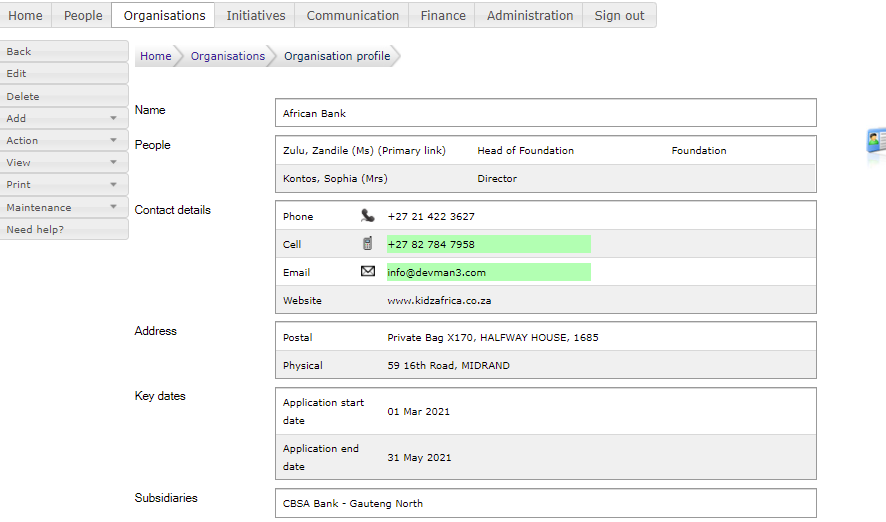 Home People Organisations Initiatives Communication Finance Administration Sign out
Back
Edit
Delete
Add
Action
View
Print
Maintenance
Need help?
Home Organisations Organisation profile
Name African Bank
People Zulu, Zandile (Ms) (Primary link) Head of Foundation Foundation
Kontos, Sophia (Mrs) Director
Contact details Phone +27 21 422 3627
Cell +27 82 784 7958
Email info@devman3.com
Website www.kidzafrica.co.za
Address Postal Private Bag X170, HALFWAY HOUSE, 1685
Physical 59 16th Road, MIDRAND
Key dates Application start
date 01 Mar 2021
Application end
date 31 May 2021
Subsidiaries CBSA Bank - Gauteng North